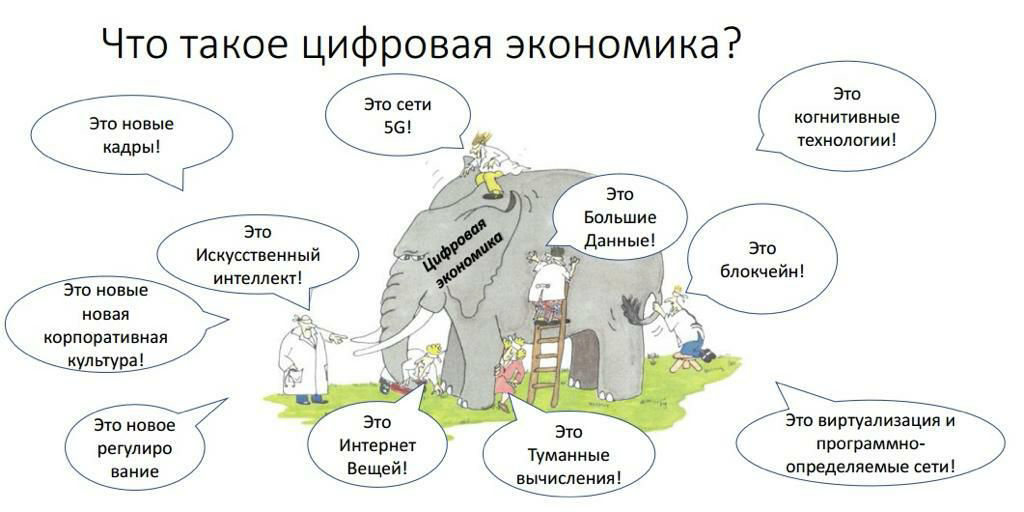 Что такое цифровая экономика?
Это новые
кадры!
Это сети
5G!
Это
когнитивные
технологии!
Это
Искусственный
интеллект!
Цифровая
экономика
Это
Большие
Данные!
Это
блокчейн!
Это новые
новая
корпоративная
культура!
Это новое
регулиро
вание
Это
Интернет
Вещей!
Это
Туманные
вычисления!
Это виртуализация и
программно-
определяемые сети!